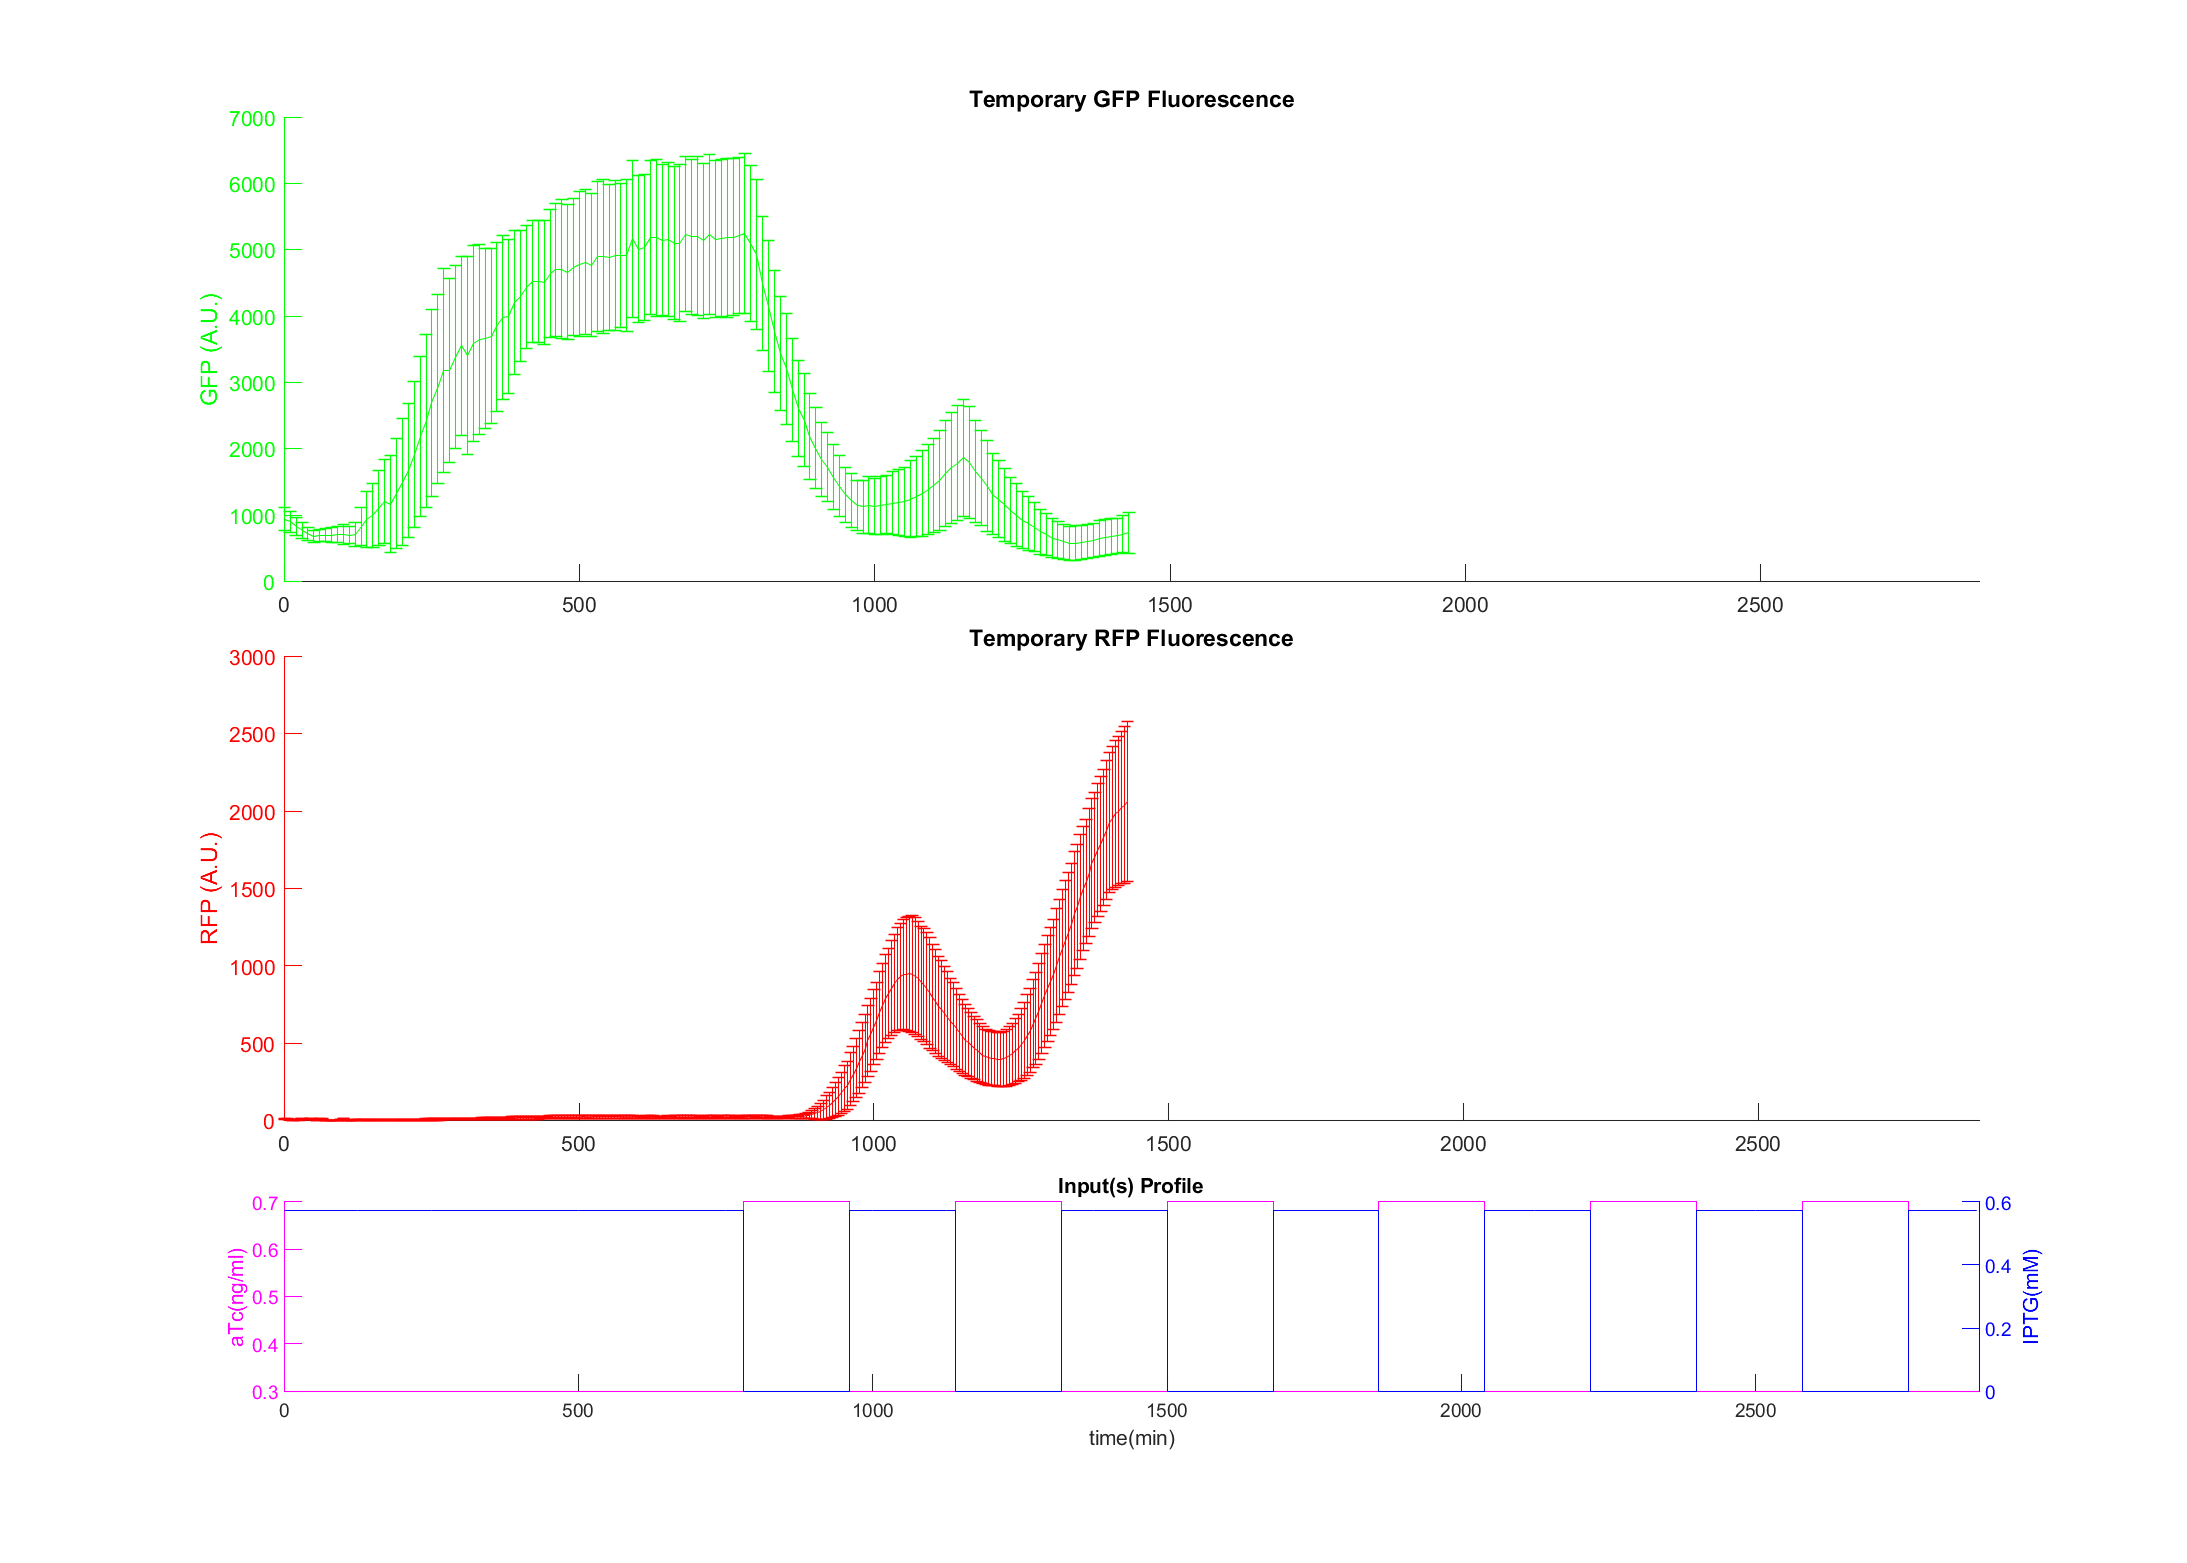 Temporary GFP Fluorescence
7000
6000
5000
4000
3000
2000
1000
0
GFP (A.U.)
0 500 1000 1500 2000 2500
Temporary RFP Fluorescence
3000
2500
2000
1500
1000
500
0
RFP (A.U.)
0 500 1000 1500 2000 2500
Input(s) Profile
0.7
0.6
0.5
0.4
0.3
aTc(ng/ml)
0.6
0.4
0.2
0
IPTG(mM)
0 500 1000 1500 2000 2500
time(min)